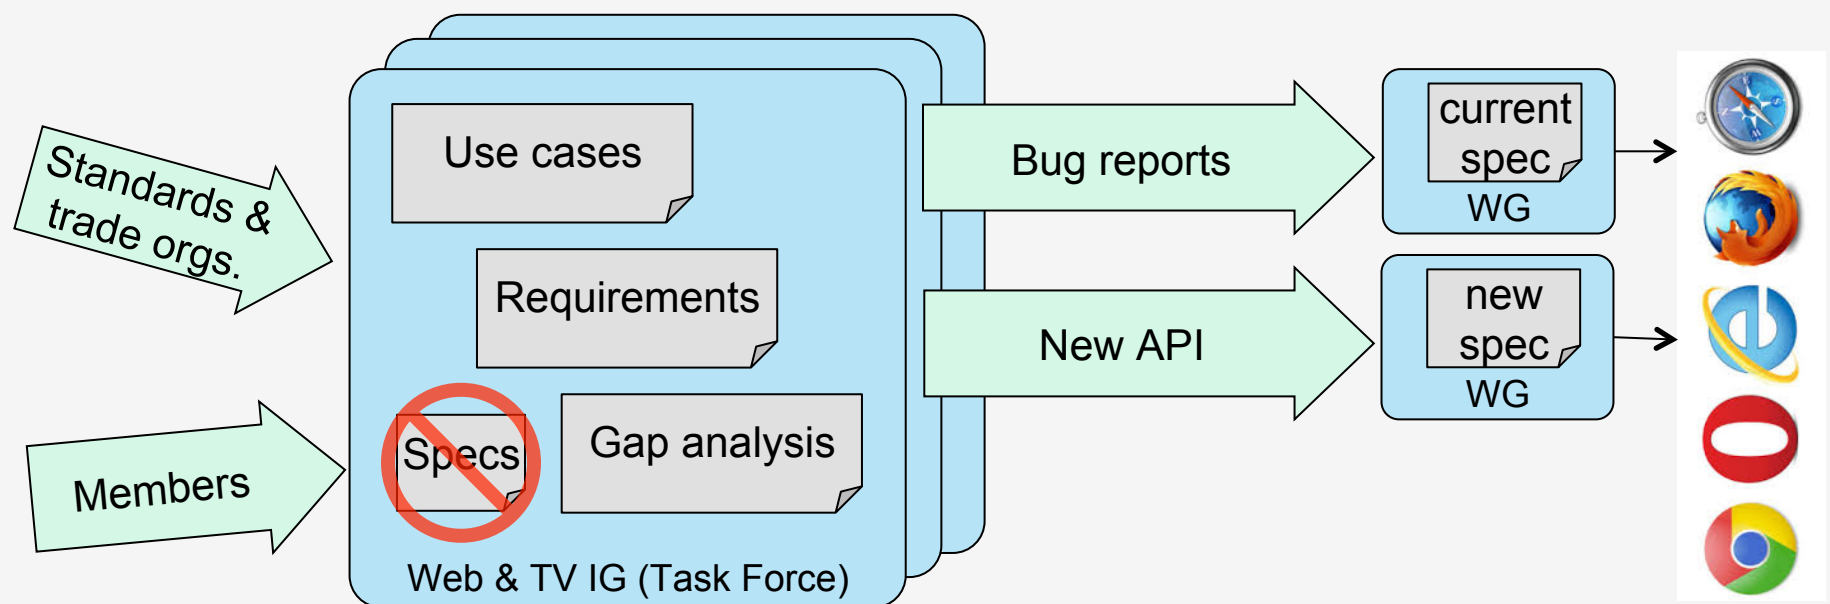 Standards &
trade orgs.
Members
Use cases
Requirements
Specs
Gap analysis
Web & TV IG (Task Force)
Bug reports
New API
current
spec
WG
new
spec
WG